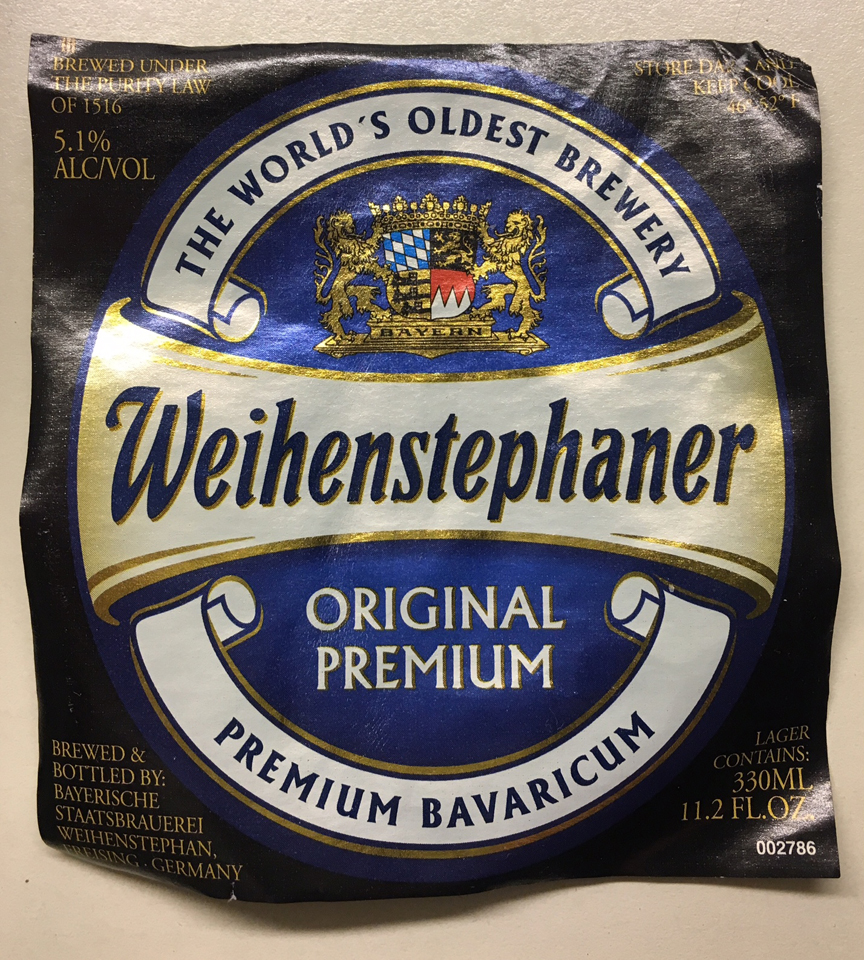 BREWED UNDER
THE PURITY LAW
OF 1516
5.1%
ALC/VOL
STORE AND
KEEP COOL
46°-52° F
THE WORLD´S OLDEST BREWERY
BAYERN
Weihenstephaner
ORIGINAL
PREMIUM
PREMIUM BAVARICUM
BREWED &
BOTTLED BY:
BAYERISCHE
STAATSBRAUEREI
WEIHENSTEPHAN,
FREISING . GERMANY
LAGER
CONTAINS:
330ML
11.2 FL.OZ.
002786